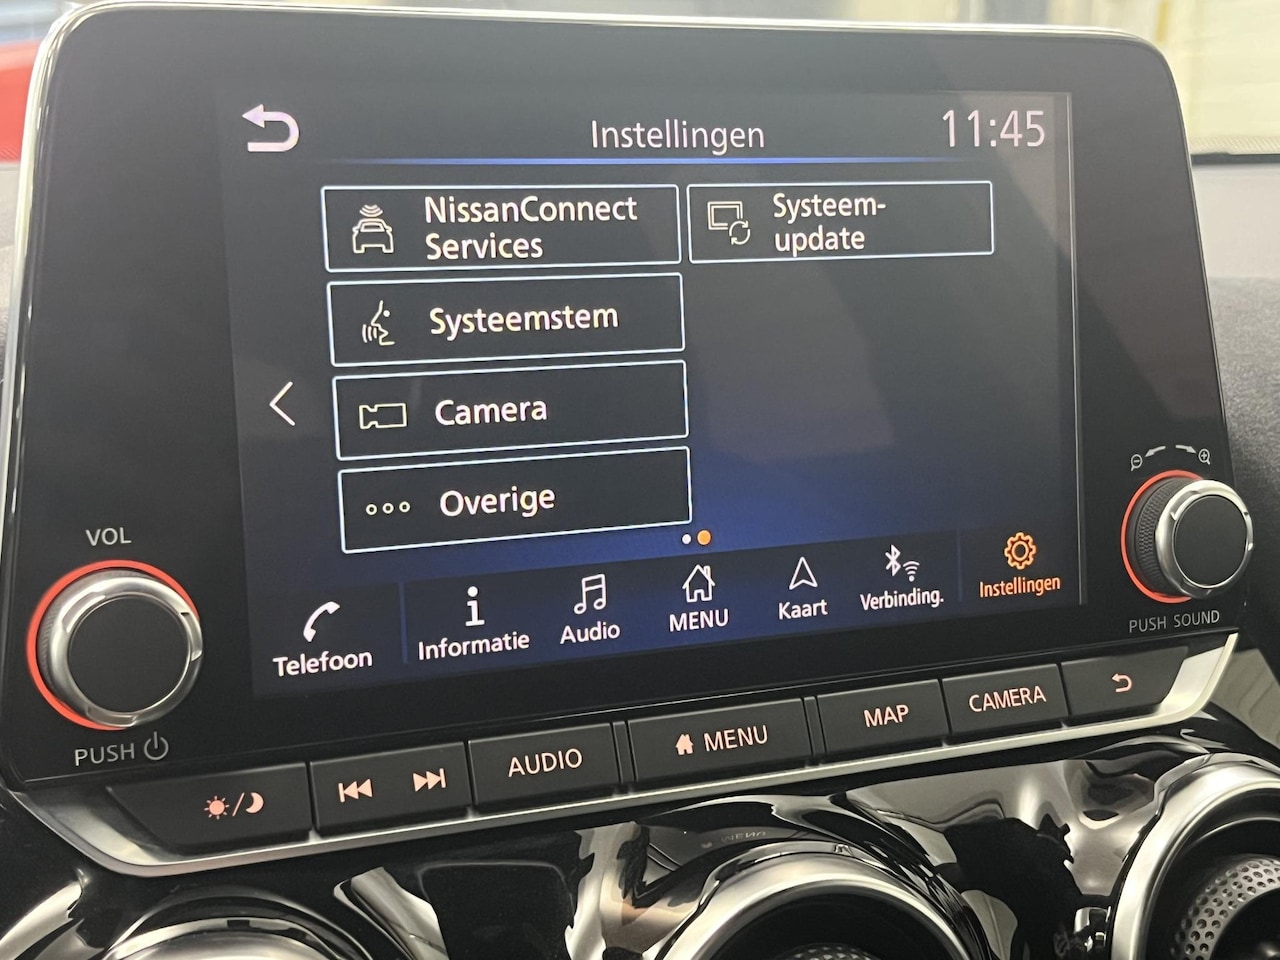 Instellingen
11:45
NissanConnect
Services
Systeem-
update
Systeemstem
Camera
Overige
Telefoon
Informatie
Audio
MENU
Kaart
Verbinding.
Instellingen
VOL
PUSH
PUSH SOUND
AUDIO
MENU
MAP
CAMERA